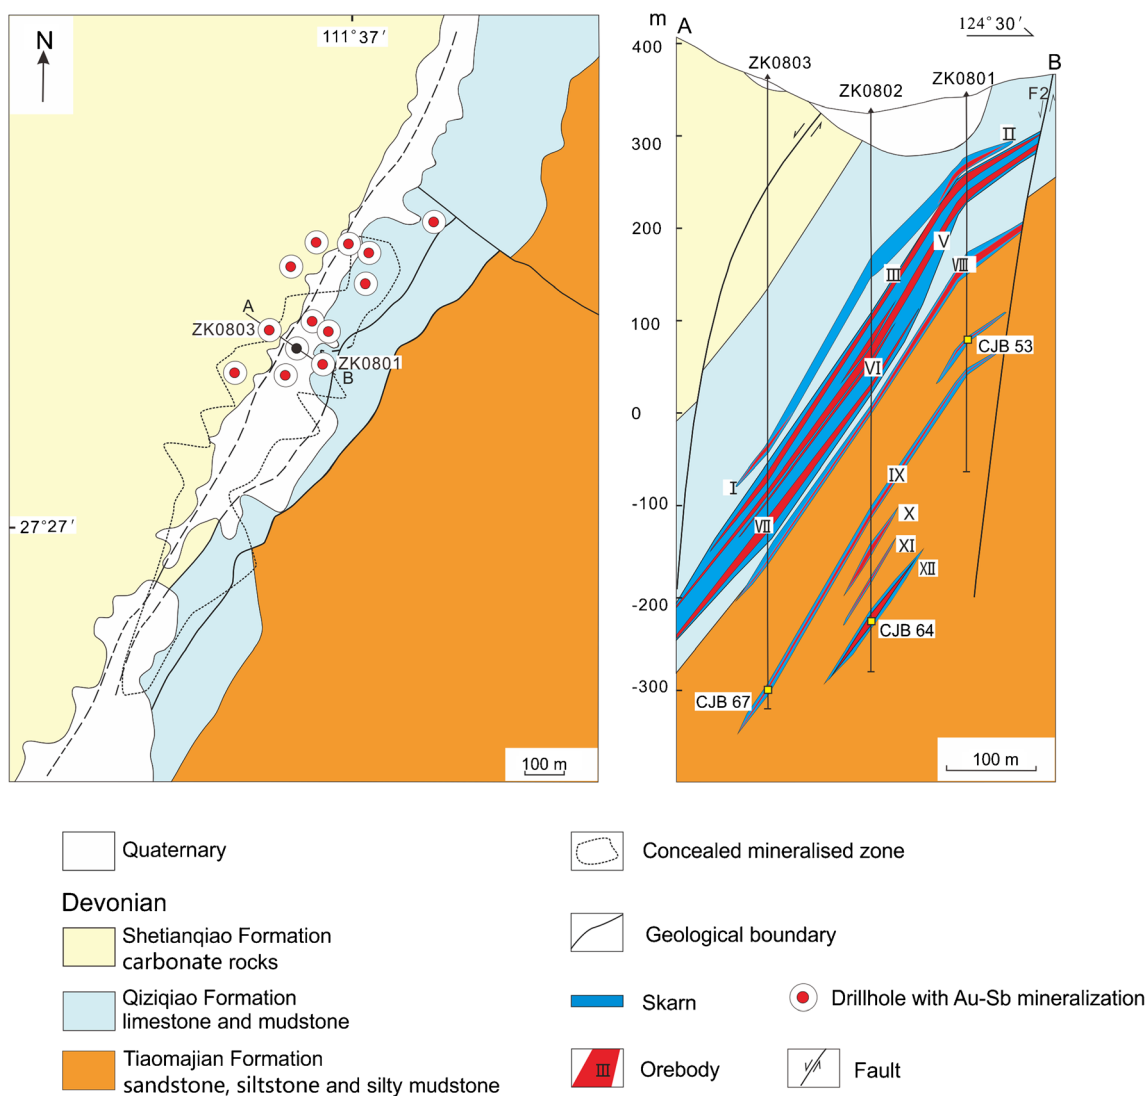 N
111°37′
A
ZK0803
ZK0801
B
27°27′
100 m
m
A
124°30′
B
400
300
200
100
0
-100
-200
-300
ZK0803
ZK0802
ZK0801
F2
II
III
V
VIII
VI
CJB 53
I
VII
IX
X
XI
XII
CJB 64
CJB 67
100 m
Quaternary
Devonian
Shetianqiao Formation
carbonate rocks
Qiziqiao Formation
limestone and mudstone
Tiaomajian Formation
sandstone, siltstone and silty mudstone
Concealed mineralised zone
Geological boundary
Skarn
Drillhole with Au-Sb mineralization
III
Orebody
Fault